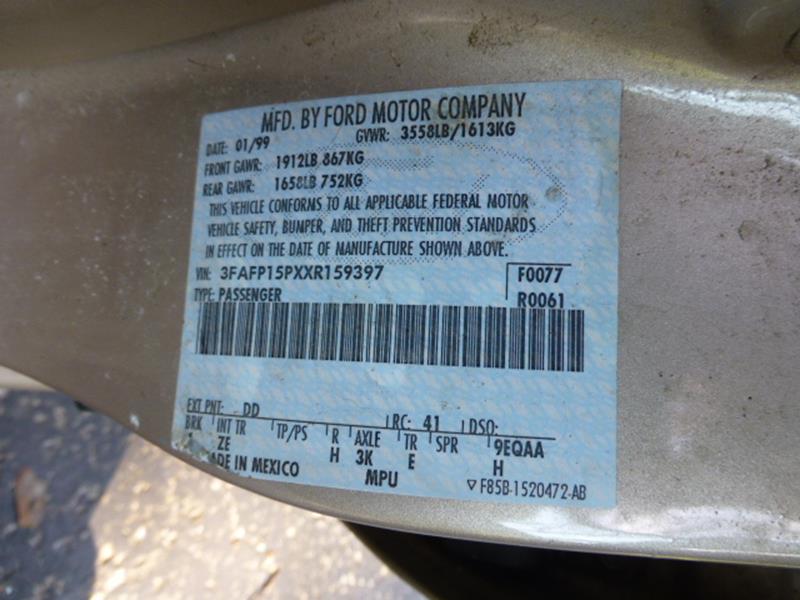 MFD. BY FORD MOTOR COMPANY
DATE: 01/99 GVWR: 3558LB/1613KG
FRONT GAWR: 1912LB 867KG
REAR GAWR: 1658LB 752KG
THIS VEHICLE CONFORMS TO ALL APPLICABLE FEDERAL MOTOR
VEHICLE SAFETY, BUMPER, AND THEFT PREVENTION STANDARDS
IN EFFECT ON THE DATE OF MANUFACTURE SHOWN ABOVE.
VIN: 3FAFP15PXXR159397 F0077
TYPE: PASSENGER R0061
EXT PNT: DD RC: 41 DSO:
BRK INT TR TP/PS R AXLE TR SPR 9EQAA
ZE H 3K E H
IN MEXICO MPU ▽F85B-1520472-AB